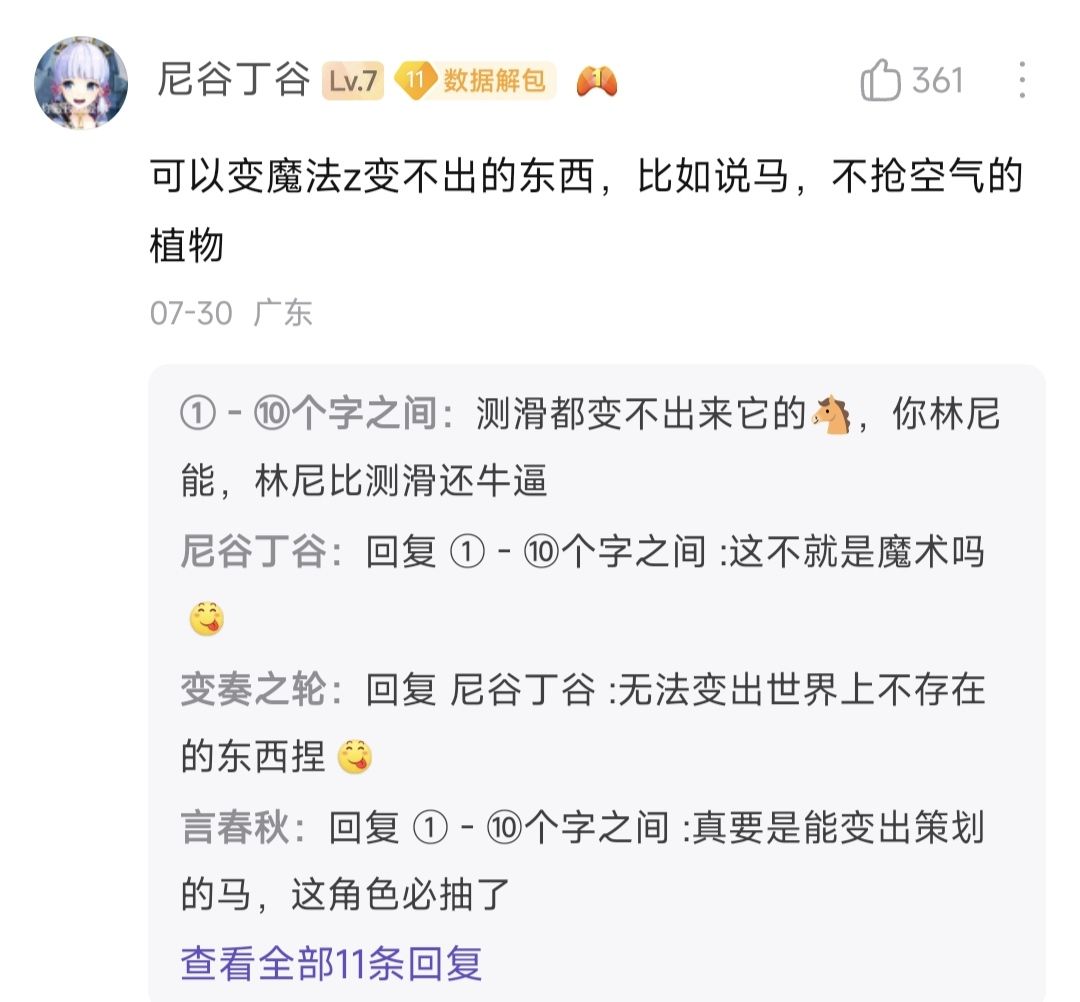 尼谷丁谷 Lv.7 11 数据解包 361
可以变魔法z变不出的东西，比如说马，不抢空气的
植物
07-30 广东
①-⑩个字之间：测滑都变不出来它的🐴，你林尼
能，林尼比测滑还牛逼
尼谷丁谷：回复 ①-⑩个字之间 :这不就是魔术吗
😋
变奏之轮：回复 尼谷丁谷 :无法变出世界上不存在
的东西捏😋
言春秋：回复 ①-⑩个字之间 :真要是能变出策划
的马，这角色必抽了
查看全部11条回复